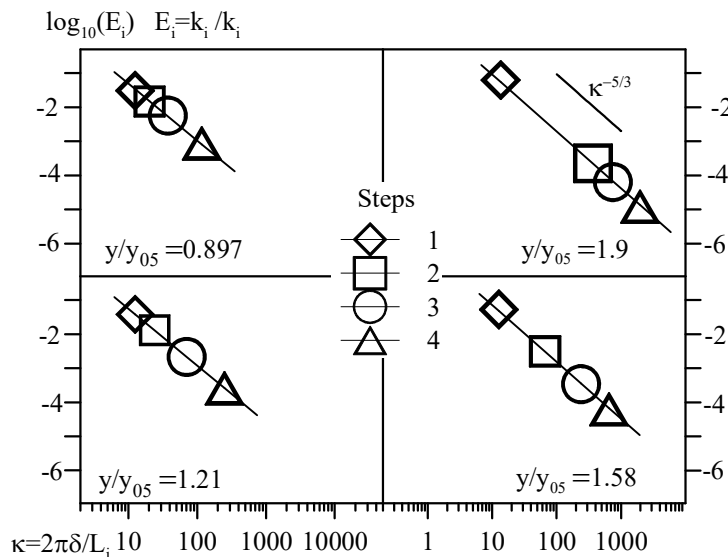 log₁₀(Eᵢ) Eᵢ=kᵢ /kᵢ
κ⁻⁵/³
-2
-4
-6
-2
-4
-6
y/y₀₅ =0.897
y/y₀₅ =1.9
Steps
1
2
3
4
-2
-4
-6
-2
-4
-6
y/y₀₅ =1.21
y/y₀₅ =1.58
κ=2πδ/Lᵢ 10 100 1000 10000 1 10 100 1000